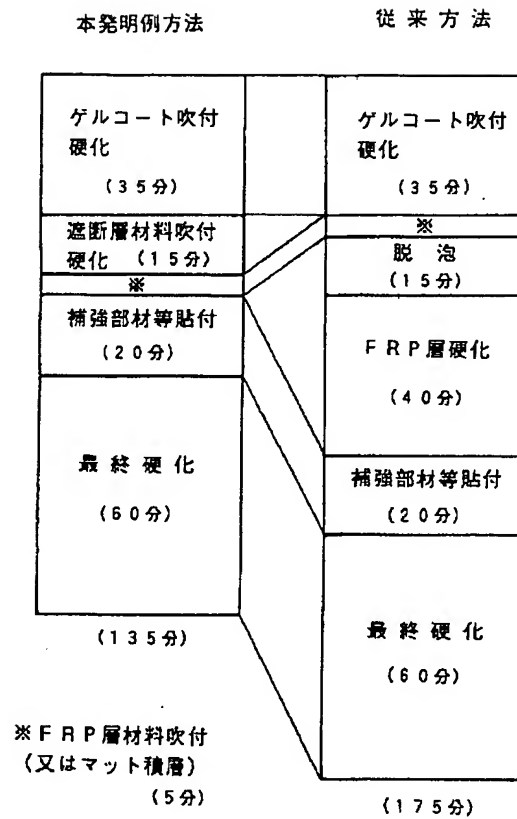 本発明例方法
ゲルコート吹付
硬化
(35分)
遮断層材料吹付
硬化 (15分)
※
補強部材等貼付
(20分)
最終硬化
(60分)
(135分)
※FRP層材料吹付
(又はマット積層)
(5分)
従来方法
ゲルコート吹付
硬化
(35分)
※
脱泡
(15分)
FRP層硬化
(40分)
補強部材等貼付
(20分)
最終硬化
(60分)
(175分)